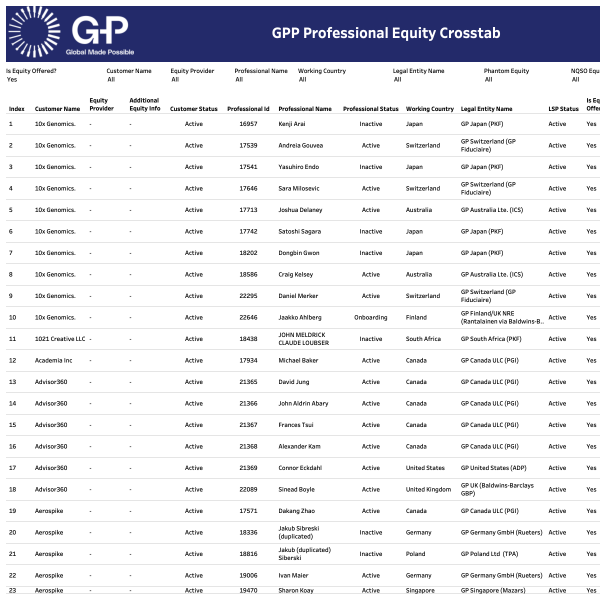 G-P
Global Made Possible
GPP Professional Equity Crosstab
Is Equity Offered? Customer Name Equity Provider Professional Name Working Country Legal Entity Name Phantom Equity NQSO Equ
Yes All All All All All All All
Index Customer Name Equity Provider Additional Equity Info Customer Status Professional Id Professional Name Professional Status Working Country Legal Entity Name LSP Status Is Eq Offer
1 10x Genomics. - - Active 16957 Kenji Arai Inactive Japan GP Japan (PKF) Active Yes
2 10x Genomics. - - Active 17539 Andreia Gouvea Active Switzerland GP Switzerland (GP Fiduciaire) Active Yes
3 10x Genomics. - - Active 17541 Yasuhiro Endo Inactive Japan GP Japan (PKF) Active Yes
4 10x Genomics. - - Active 17646 Sara Milosevic Active Switzerland GP Switzerland (GP Fiduciaire) Active Yes
5 10x Genomics. - - Active 17713 Joshua Delaney Active Australia GP Australia Lte. (ICS) Active Yes
6 10x Genomics. - - Active 17742 Satoshi Sagara Inactive Japan GP Japan (PKF) Active Yes
7 10x Genomics. - - Active 18202 Dongbin Gwon Inactive Japan GP Japan (PKF) Active Yes
8 10x Genomics. - - Active 18586 Craig Kelsey Active Australia GP Australia Lte. (ICS) Active Yes
9 10x Genomics. - - Active 22295 Daniel Merker Active Switzerland GP Switzerland (GP Fiduciaire) Active Yes
10 10x Genomics. - - Active 22646 Jaakko Ahlberg Onboarding Finland GP Finland/UK NRE (Rantalainen via Baldwins-B.. Active Yes
11 1021 Creative LLC - - Active 18438 JOHN MELDRICK CLAUDE LOUBSER Inactive South Africa GP South Africa (PKF) Active Yes
12 Academia Inc - - Active 17934 Michael Baker Active Canada GP Canada ULC (PGI) Active Yes
13 Advisor360 - - Active 21365 David Jung Active Canada GP Canada ULC (PGI) Active Yes
14 Advisor360 - - Active 21366 John Aldrin Abary Active Canada GP Canada ULC (PGI) Active Yes
15 Advisor360 - - Active 21367 Frances Tsui Active Canada GP Canada ULC (PGI) Active Yes
16 Advisor360 - - Active 21368 Alexander Kam Active Canada GP Canada ULC (PGI) Active Yes
17 Advisor360 - - Active 21369 Connor Eckdahl Active United States GP United States (ADP) Active Yes
18 Advisor360 - - Active 22089 Sinead Boyle Active United Kingdom GP UK (Baldwins-Barclays GBP) Active Yes
19 Aerospike - - Active 17571 Dakang Zhao Active Canada GP Canada ULC (PGI) Active Yes
20 Aerospike - - Active 18336 Jakub Sibreski (duplicated) Inactive Germany GP Germany GmbH (Rueters) Active Yes
21 Aerospike - - Active 18816 Jakub (duplicated) Siberski Inactive Poland GP Poland Ltd (TPA) Active Yes
22 Aerospike - - Active 19006 Ivan Maier Active Germany GP Germany GmbH (Rueters) Active Yes
23 Aerospike - - Active 19470 Sharon Koay Active Singapore GP Singapore (Mazars) Active Yes